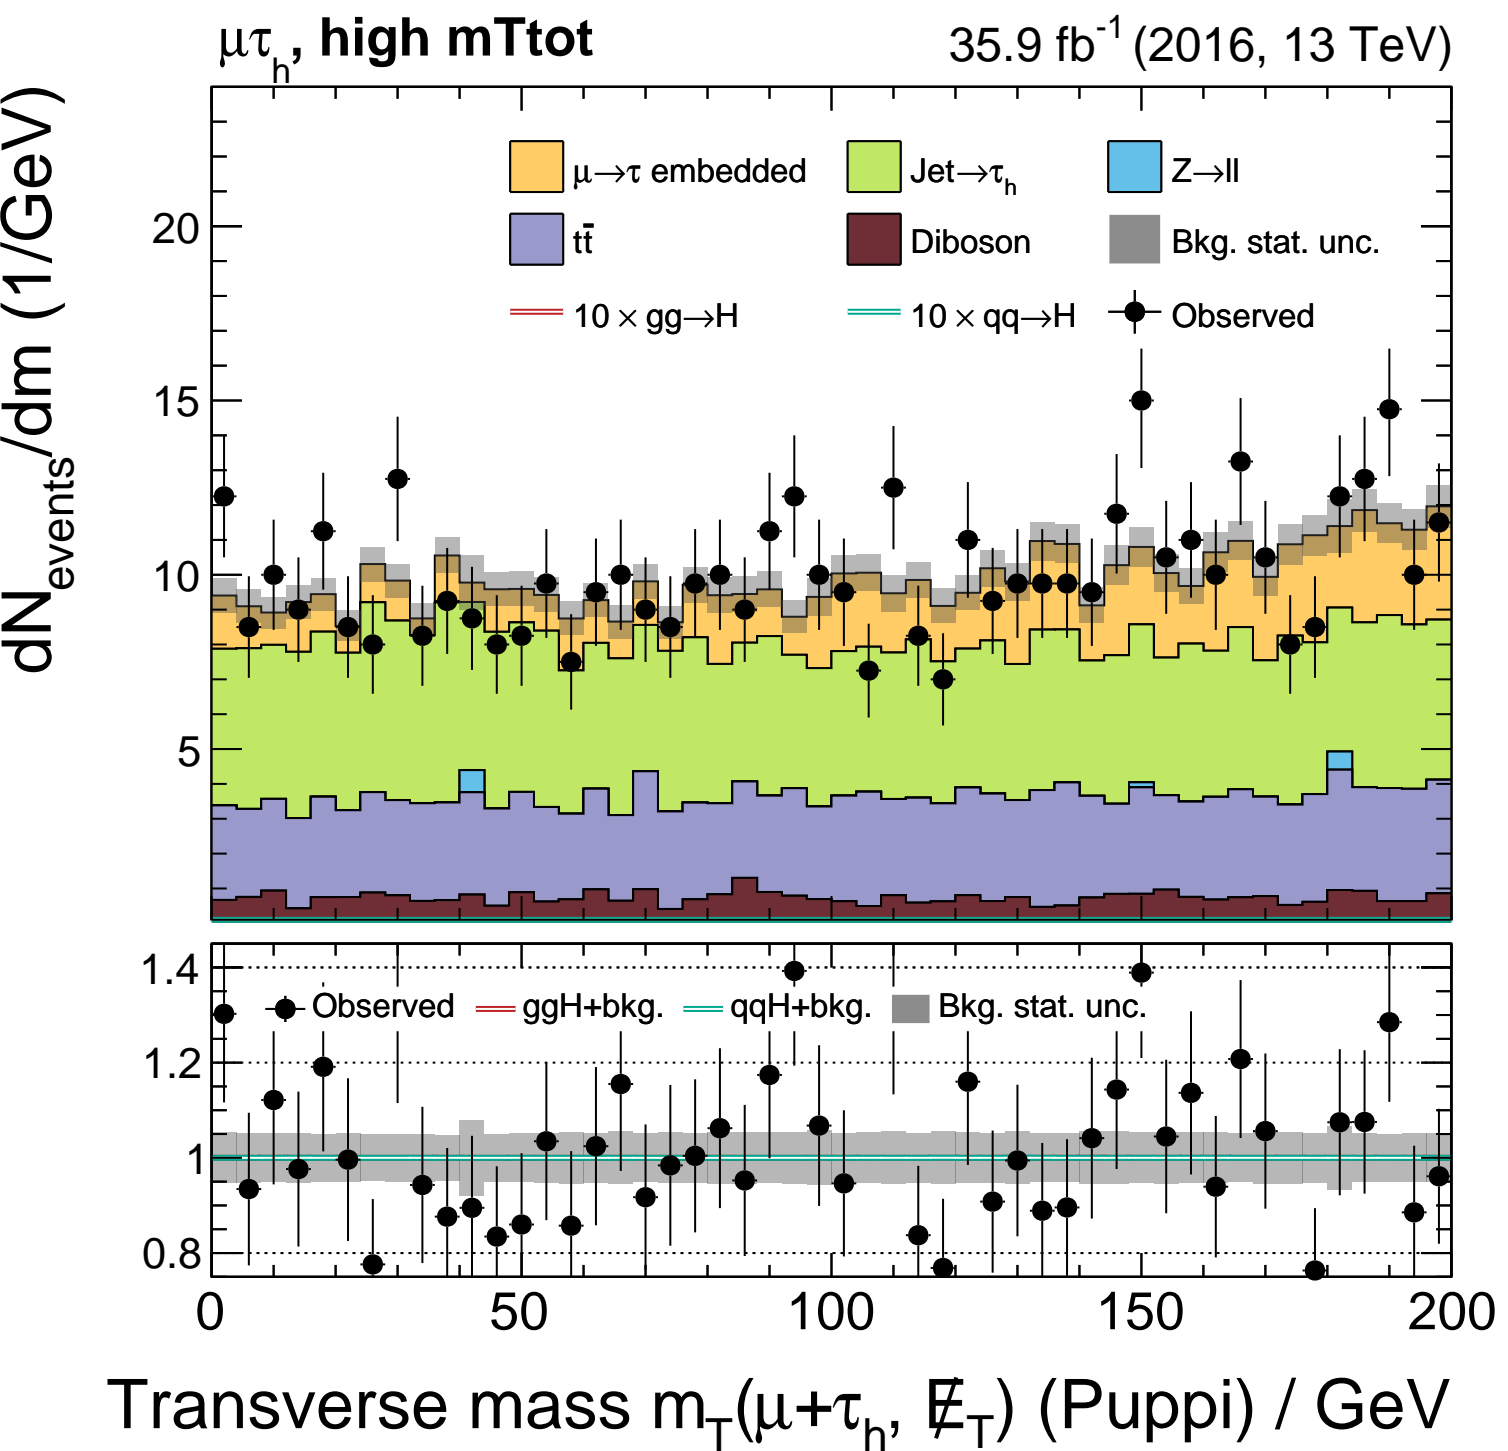 μτh, high mTtot 35.9 fb-1 (2016, 13 TeV)
dNevents/dm (1/GeV)
μ→τ embedded Jet→τh Z→ll
tt̄ Diboson Bkg. stat. unc.
10 × gg→H 10 × qq→H Observed
20
15
10
5
1.4
Observed ggH+bkg. qqH+bkg. Bkg. stat. unc.
1.2
1
0.8
0 50 100 150 200
Transverse mass mT(μ+τh, E̸T) (Puppi) / GeV